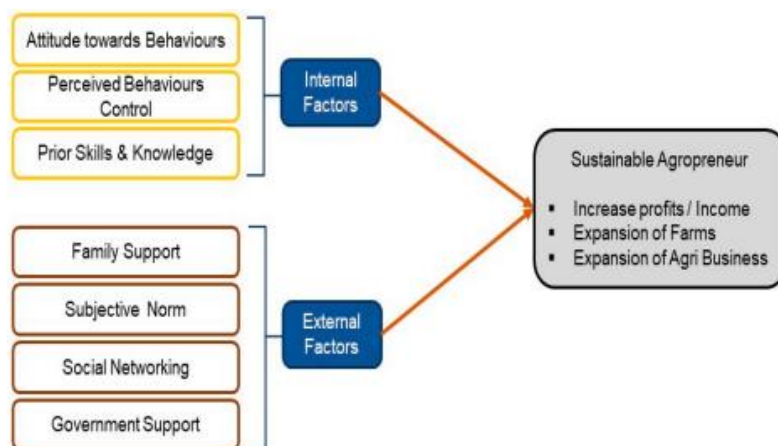 Attitude towards Behaviours
Perceived Behaviours
Control
Prior Skills & Knowledge
Internal
Factors
Family Support
Subjective Norm
Social Networking
Government Support
External
Factors
Sustainable Agropreneur
▪ Increase profits / Income
▪ Expansion of Farms
▪ Expansion of Agri Business